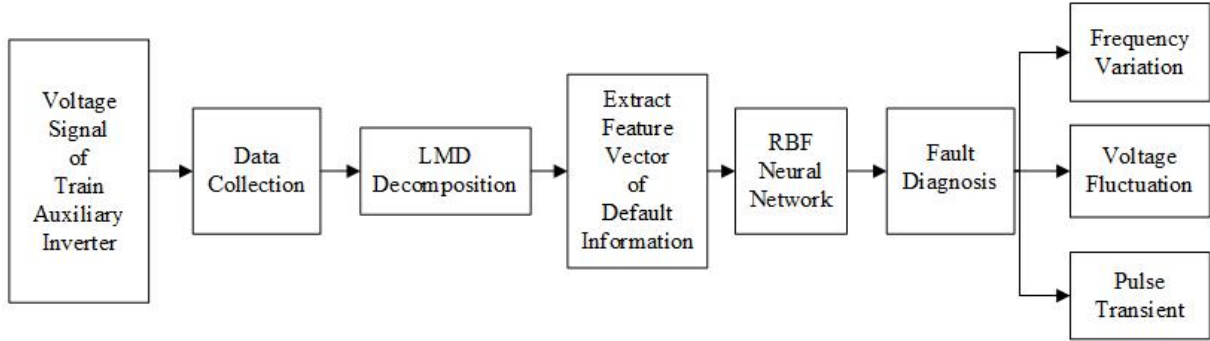 Voltage
Signal
of
Train
Auxiliary
Inverter
Data
Collection
LMD
Decomposition
Extract
Feature
Vector
of
Default
Information
RBF
Neural
Network
Fault
Diagnosis
Frequency
Variation
Voltage
Fluctuation
Pulse
Transient